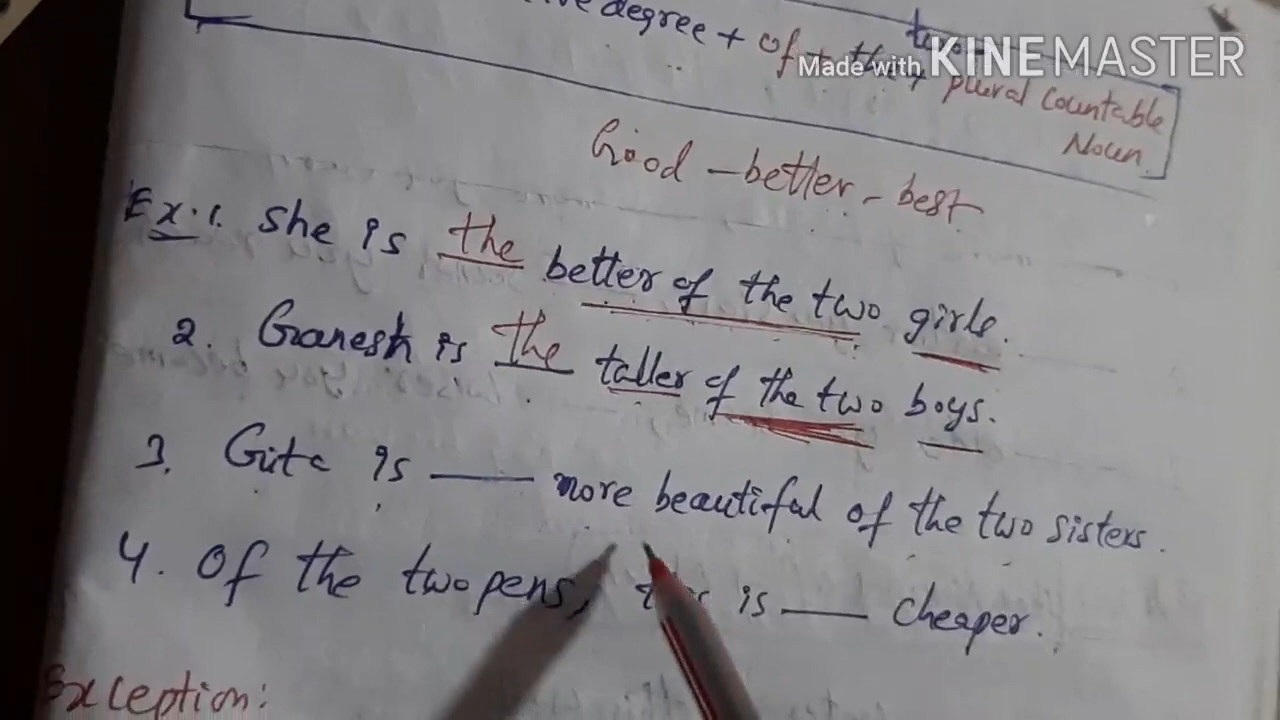 degree + of + the + two
Made with KINEMASTER
plural Countable
Noun
Good - better - best
Ex. 1. She is the better of the two girls.
2. Ganesh is the taller of the two boys.
3. Gita is ___ more beautiful of the two sisters.
4. Of the two pens, is ___ cheaper.
Exception: